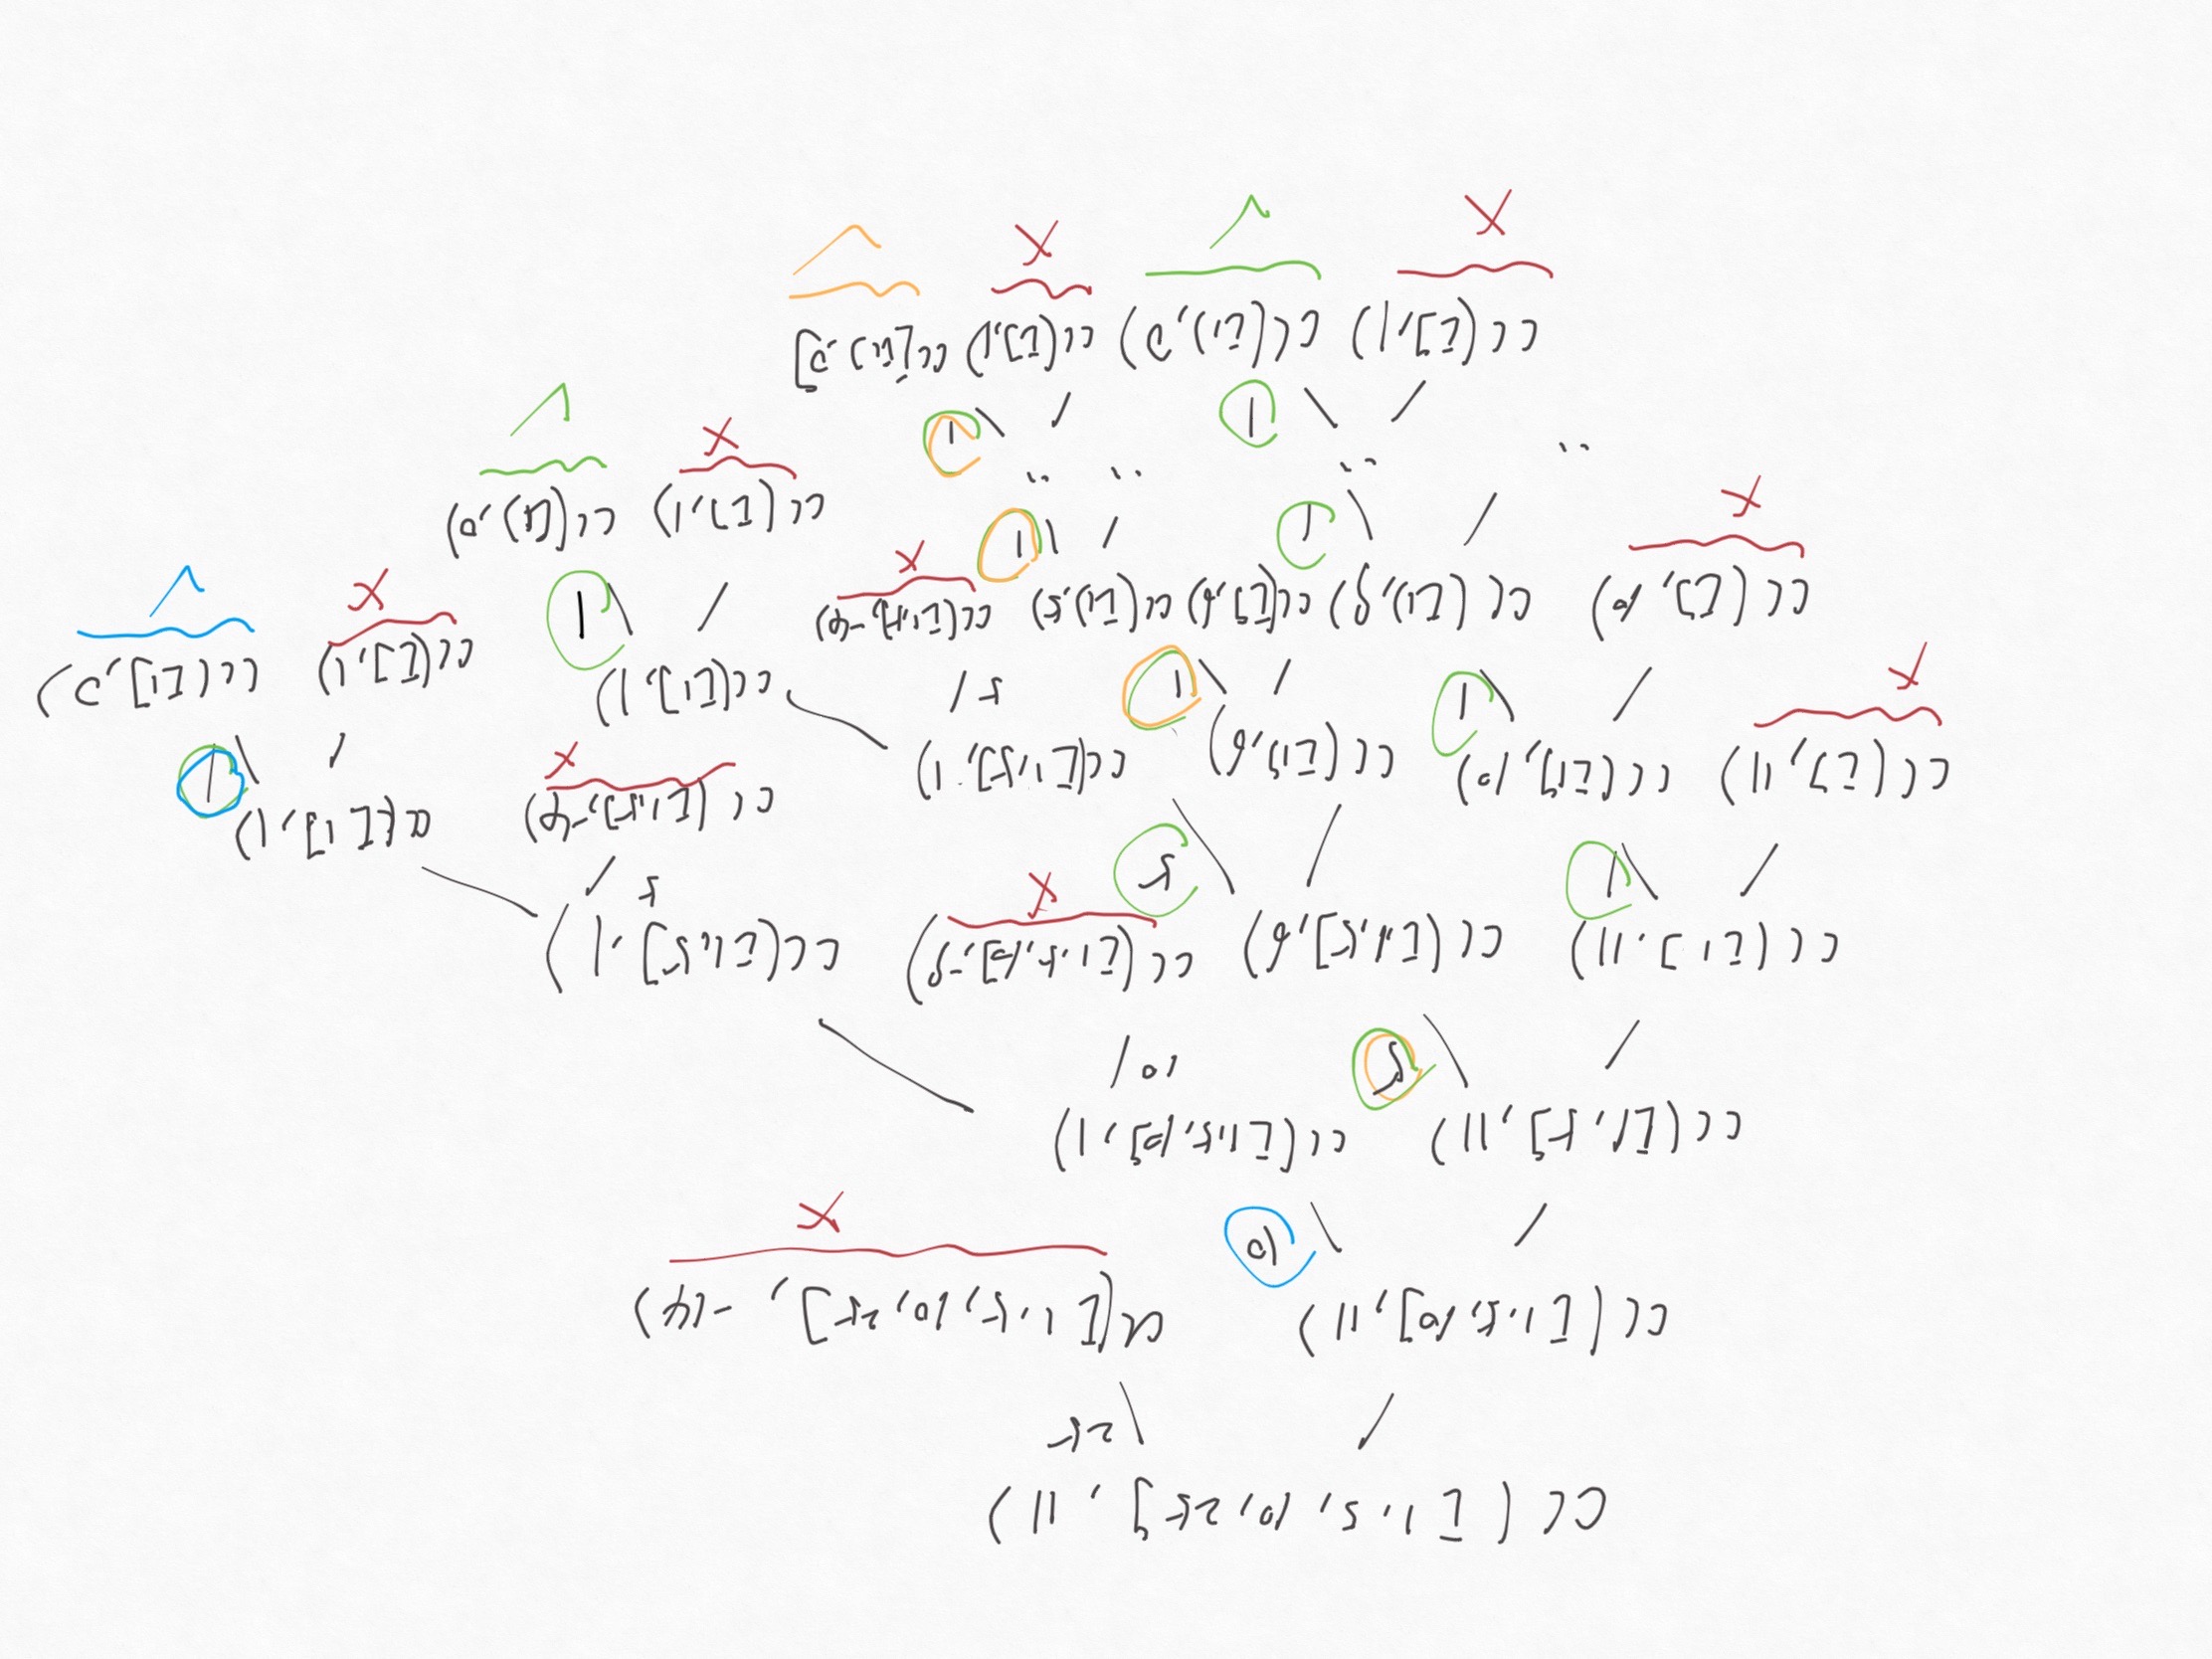 CC([1,5,10,25],11)
25
CC([1,5,10],11) CC([1,5,10,25],-14)
10
CC([1,5],11) CC([1,5,10],1)
5 10
CC([1],11) CC([1,5],6) CC([1,5,10],-9) CC([1,5],1)
1 5 5
CC([],11) CC([1],10) CC([1],6) CC([1,5],1) CC([1,5],-4) CC([1],1)
1 1 5 1
CC([],10) CC([1],9) CC([],6) CC([1],5) CC([1,5],-4) CC([1],1) CC([],1) CC([1],0)
1 1 1
.. .. .. .. CC([],1) CC([1],0)
1 1
CC([],1) CC([1],0) CC([],1) CC[[1],0]